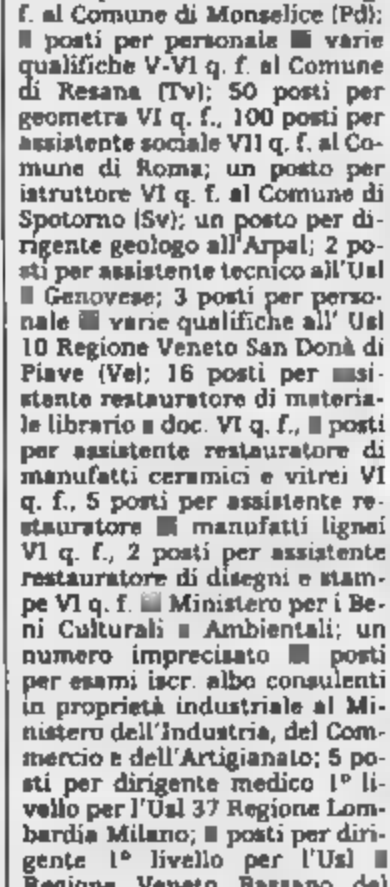 f. al Comune di Monselice (Pd);
posti per personale varie
qualifiche V-VI q. f. al Comune
di Resana (Tv); 50 posti per
geometra VI q. f., 100 posti per
assistente sociale VII q. f. al Co-
mune di Roma; un posto per
istruttore VI q. f. al Comune di
Spotorno (Sv); un posto per di-
rigente geologo all'Arpal; 2 po-
sti per assistente tecnico all'Usl
Genovese; 3 posti per perso-
nale varie qualifiche all' Usl
10 Regione Veneto San Donà di
Piave (Ve); 16 posti per assi-
stente restauratore di materia-
le librario e doc. VI q. f., posti
per assistente restauratore di
manufatti ceramici e vitrei VI
q. f., 5 posti per assistente re-
stauratore manufatti lignei
VI q. f., 2 posti per assistente
restauratore di disegni e stam-
pe VI q. f. Ministero per i Be-
ni Culturali Ambientali; un
numero imprecisato posti
per esami iscr. albo consulenti
in proprietà industriale al Mi-
nistero dell'Industria, del Com-
mercio e dell'Artigianato; 5 po-
sti per dirigente medico 1° li-
vello per l'Usl 37 Regione Lom-
bardia Milano; posti per diri-
gente 1° livello per l'Usl
Regione Veneto Bassano del